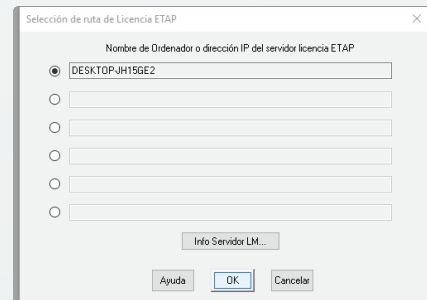 Selección de ruta de Licencia ETAP
Nombre de Ordenador o dirección IP del servidor licencia ETAP
DESKTOP-JH15GE2
Info Servidor LM...
Ayuda OK Cancelar